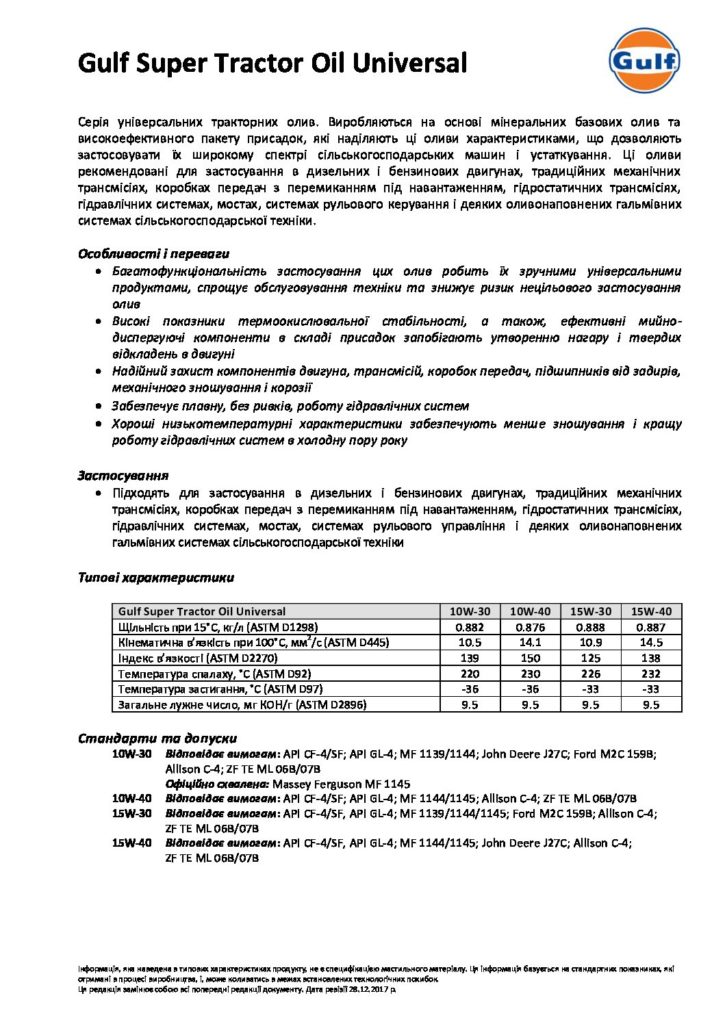 Gulf Super Tractor Oil Universal
Gulf
Серія універсальних тракторних олив. Виробляються на основі мінеральних базових олив та
високоефективного пакету присадок, які наділяють ці оливи характеристиками, що дозволяють
застосовувати їх широкому спектрі сільськогосподарських машин і устаткування. Ці оливи
рекомендовані для застосування в дизельних і бензинових двигунах, традиційних механічних
трансмісіях, коробках передач з перемиканням під навантаженням, гідростатичних трансмісіях,
гідравлічних системах, мостах, системах рульового керування і деяких оливонаповнених гальмівних
системах сільськогосподарської техніки.
Особливості і переваги
• Багатофункціональність застосування цих олив робить їх зручними універсальними
продуктами, спрощує обслуговування техніки та знижує ризик нецільового застосування
олив
• Високі показники термоокислювальної стабільності, а також, ефективні мийно-
диспергуючі компоненти в складі присадок запобігають утворенню нагару і твердих
відкладень в двигуні
• Надійний захист компонентів двигуна, трансмісій, коробок передач, підшипників від задирів,
механічного зношування і корозії
• Забезпечує плавну, без ривків, роботу гідравлічних систем
• Хороші низькотемпературні характеристики забезпечують менше зношування і кращу
роботу гідравлічних систем в холодну пору року
Застосування
• Підходять для застосування в дизельних і бензинових двигунах, традиційних механічних
трансмісіях, коробках передач з перемиканням під навантаженням, гідростатичних трансмісіях,
гідравлічних системах, мостах, системах рульового управління і деяких оливонаповнених
гальмівних системах сільськогосподарської техніки
Типові характеристики
Gulf Super Tractor Oil Universal 10W-30 10W-40 15W-30 15W-40
Щільність при 15°C, кг/л (ASTM D1298) 0.882 0.876 0.888 0.887
Кінематична в'язкість при 100°C, мм²/с (ASTM D445) 10.5 14.1 10.9 14.5
Індекс в'язкості (ASTM D2270) 139 150 125 138
Температура спалаху, °C (ASTM D92) 220 230 226 232
Температура застигання, °C (ASTM D97) -36 -36 -33 -33
Загальне лужне число, мг KOH/г (ASTM D2896) 9.5 9.5 9.5 9.5
Стандарти та допуски
10W-30 Відповідає вимогам: API CF-4/SF; API GL-4; MF 1139/1144; John Deere J27C; Ford M2C 159B;
Allison C-4; ZF TE ML 06B/07B
Офіційно схвалена: Massey Ferguson MF 1145
10W-40 Відповідає вимогам: API CF-4/SF; API GL-4; MF 1144/1145; Allison C-4; ZF TE ML 06B/07B
15W-30 Відповідає вимогам: API CF-4/SF, API GL-4; MF 1139/1144/1145; Ford M2C 159B; Allison C-4;
ZF TE ML 06B/07B
15W-40 Відповідає вимогам: API CF-4/SF, API GL-4; MF 1144/1145; John Deere J27C; Allison C-4;
ZF TE ML 06B/07B
Інформація, яка наведена в типових характеристиках продукту, не є специфікацією мастильного матеріалу. Ця інформація базується на стандартних показниках, які
отримані в процесі виробництва, і, може коливатись в межах встановлених технологічних похибок.
Ця редакція замінює собою всі попередні редакції документу. Дата ревізії 28.12.2017 р.